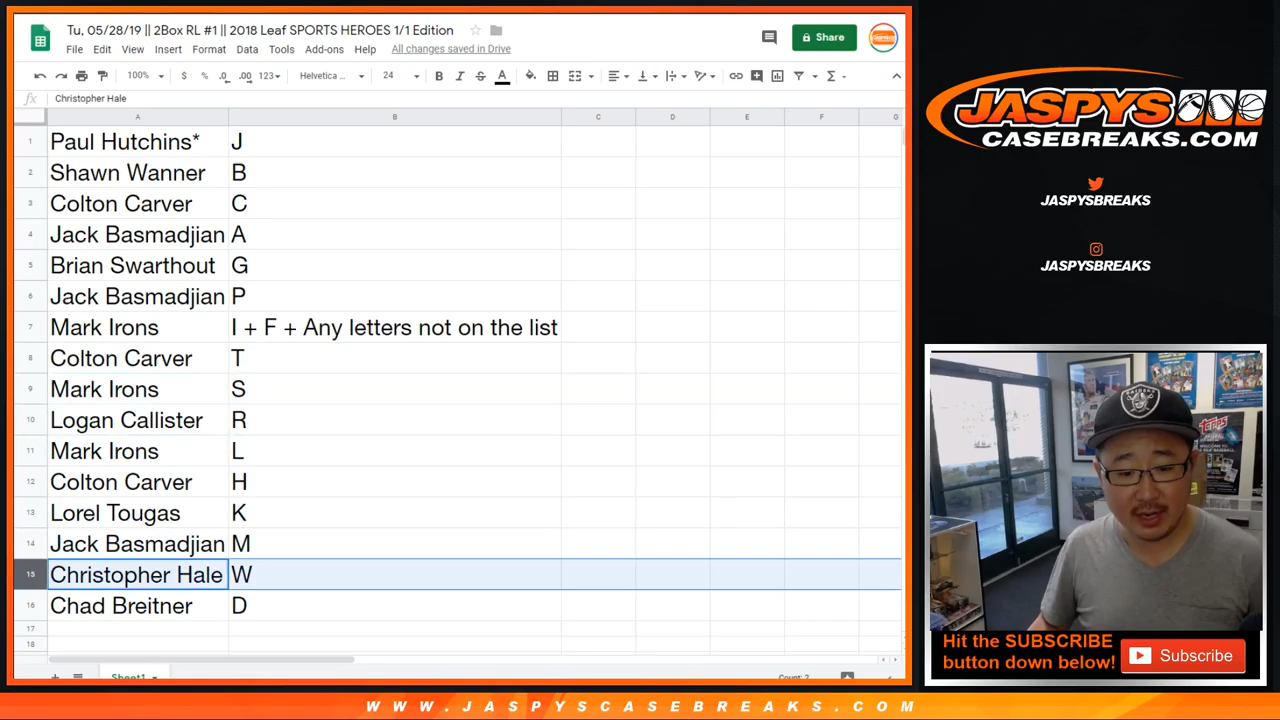 Tu, 05/28/19 || 2Box RL #1 || 2018 Leaf SPORTS HEROES 1/1 Edition
File Edit View Insert Format Data Tools Add-ons Help All changes saved in Drive
Share
100% $ % .0 .00 123 Helvetica ... 24 B I S A
fx Christopher Hale
A B C D E F G
1 Paul Hutchins* J
2 Shawn Wanner B
3 Colton Carver C
4 Jack Basmadjian A
5 Brian Swarthout G
6 Jack Basmadjian P
7 Mark Irons I + F + Any letters not on the list
8 Colton Carver T
9 Mark Irons S
10 Logan Callister R
11 Mark Irons L
12 Colton Carver H
13 Lorel Tougas K
14 Jack Basmadjian M
15 Christopher Hale W
16 Chad Breitner D
17
18
Sheet1
Count: 2
JASPYS
CASEBREAKS.COM
JASPYSBREAKS
JASPYSBREAKS
TOPPS
Hit the SUBSCRIBE
button down below!
Subscribe
WWW.JASPYSCASEBREAKS.COM